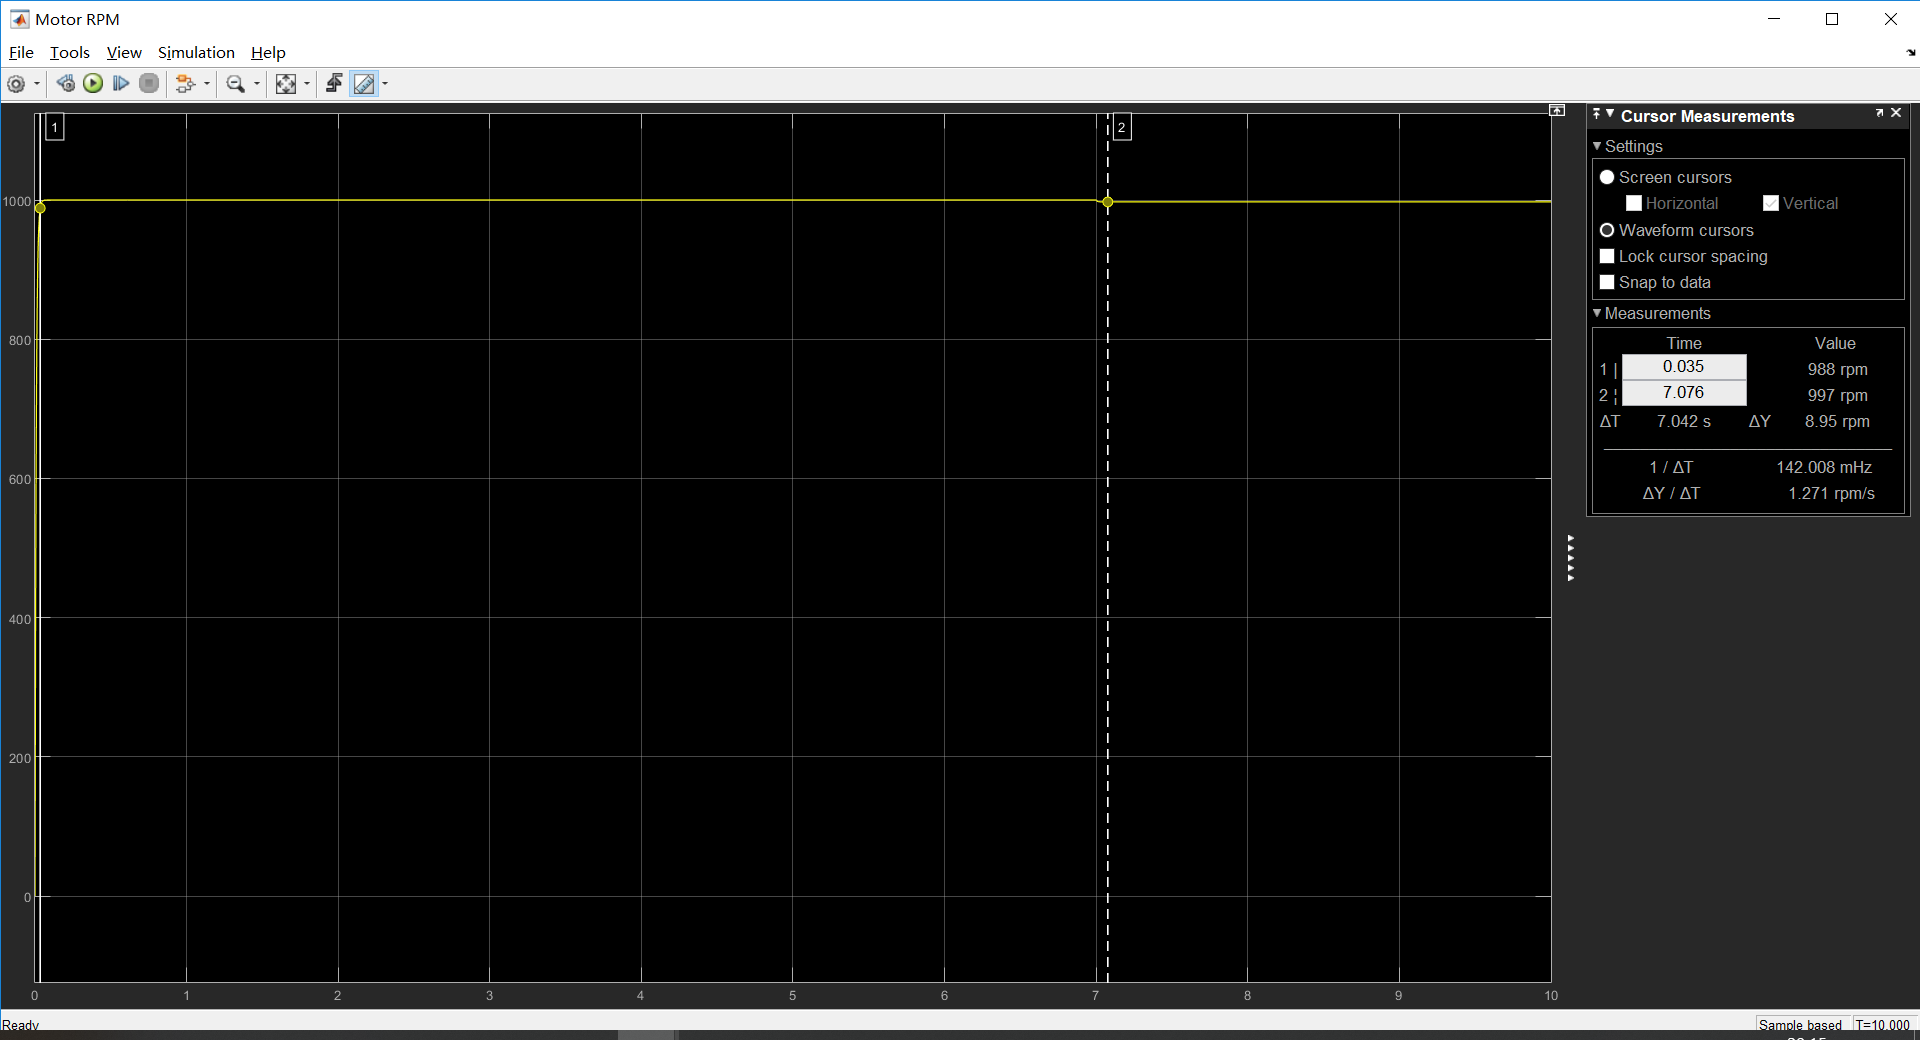 Motor RPM
File Tools View Simulation Help
1
2
1000
800
600
400
200
0
0 1 2 3 4 5 6 7 8 9 10
Cursor Measurements
Settings
Screen cursors
Horizontal Vertical
Waveform cursors
Lock cursor spacing
Snap to data
Measurements
Time Value
1 | 0.035 988 rpm
2 ¦ 7.076 997 rpm
ΔT 7.042 s ΔY 8.95 rpm
1 / ΔT 142.008 mHz
ΔY / ΔT 1.271 rpm/s
Ready
Sample based T=10.000